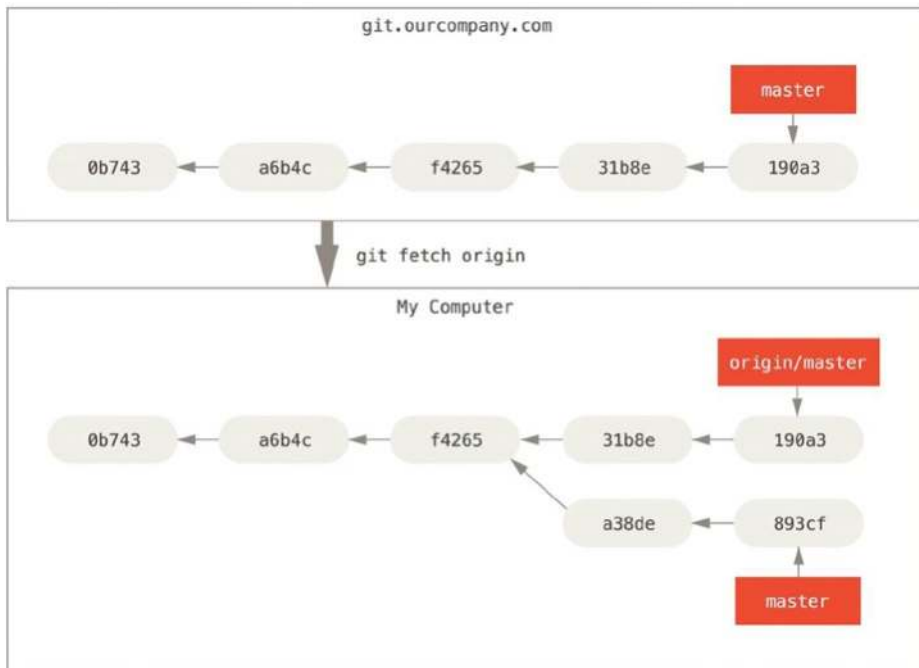 git.ourcompany.com
master
0b743 a6b4c f4265 31b8e 190a3
git fetch origin
My Computer
origin/master
0b743 a6b4c f4265 31b8e 190a3
a38de 893cf
master